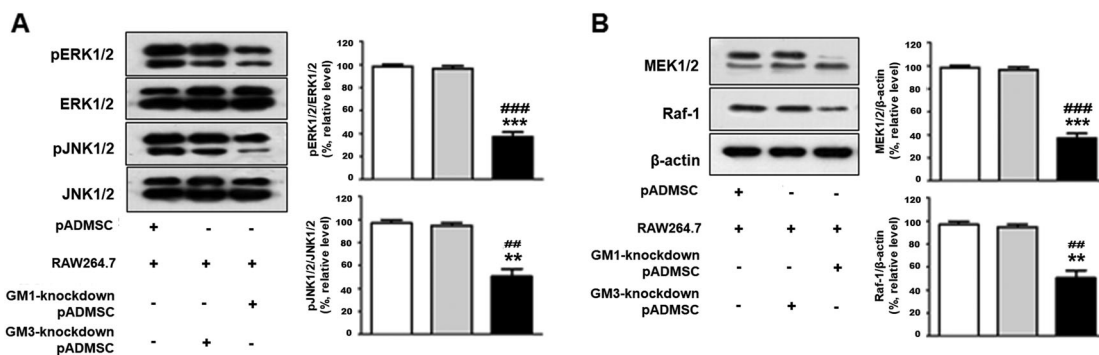 A
pERK1/2
ERK1/2
pJNK1/2
JNK1/2
pADMSC
+ - -
RAW264.7
+ + +
GM1-knockdown
pADMSC
- - +
GM3-knockdown
pADMSC
- + -
pERK1/2/ERK1/2
(%, relative level)
120
100
80
60
40
20
0
###
***
pJNK1/2/JNK1/2
(%, relative level)
120
100
80
60
40
20
0
##
**
B
MEK1/2
Raf-1
β-actin
pADMSC
+ - -
RAW264.7
+ + +
GM1-knockdown
pADMSC
- - +
GM3-knockdown
pADMSC
- + -
MEK1/2/β-actin
(%, relative level)
120
100
80
60
40
20
0
###
***
Raf-1/β-actin
(%, relative level)
120
100
80
60
40
20
0
##
**